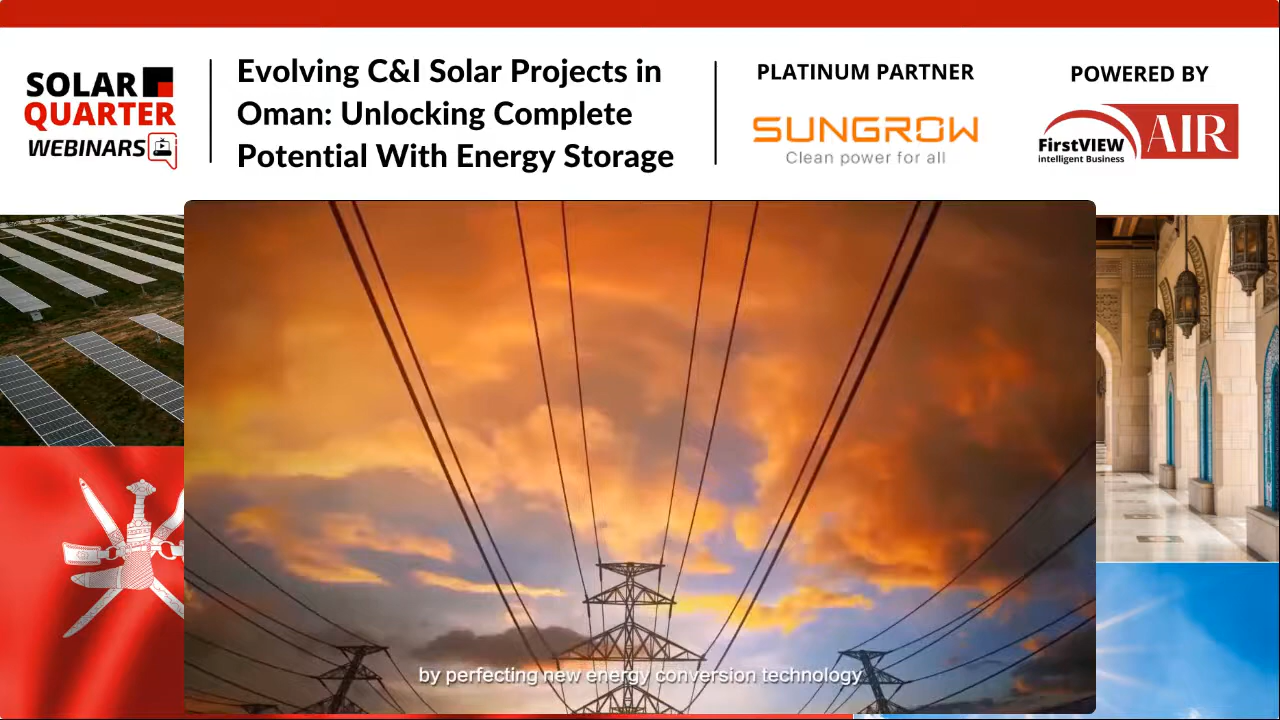 SOLAR
QUARTER
WEBINARS
Evolving C&I Solar Projects in
Oman: Unlocking Complete
Potential With Energy Storage
PLATINUM PARTNER
SUNGROW
Clean power for all
POWERED BY
FirstVIEW
intelligent Business
AIR
by perfecting new energy conversion technology